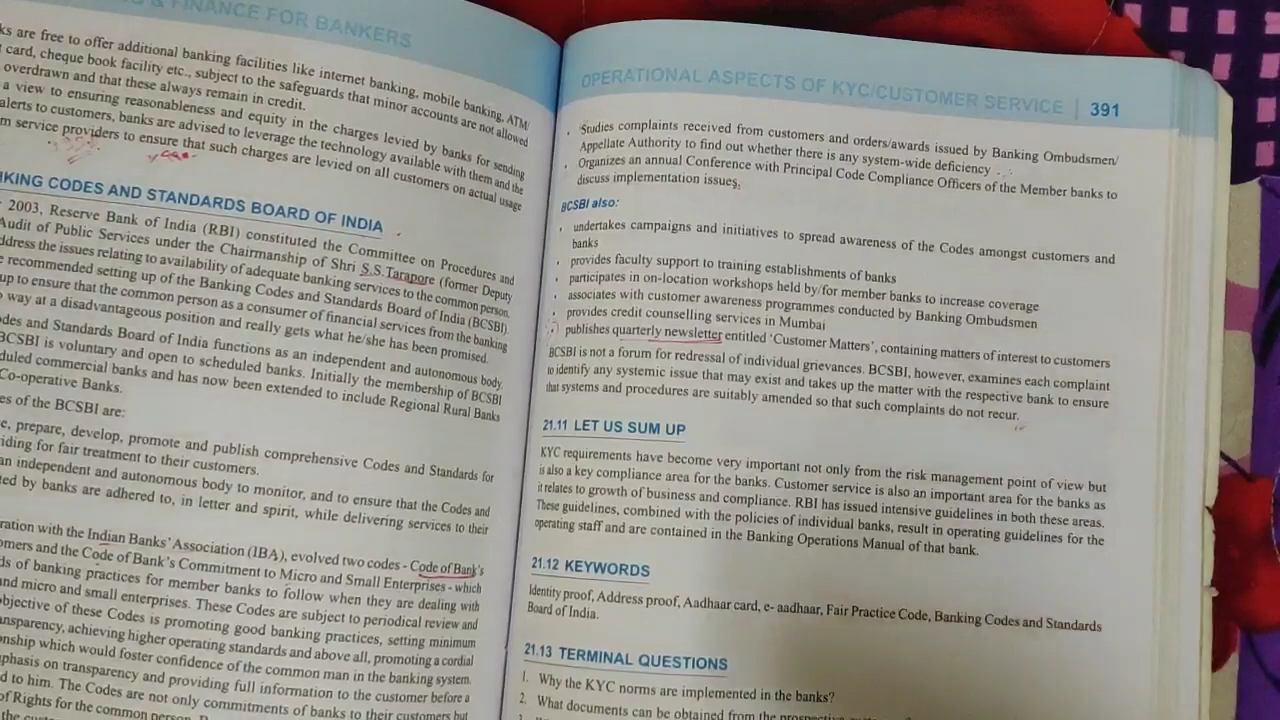 & FINANCE FOR BANKERS
ks are free to offer additional banking facilities like internet banking, mobile banking, ATM/
card, cheque book facility etc., subject to the safeguards that minor accounts are not allowed
overdrawn and that these always remain in credit.
a view to ensuring reasonableness and equity in the charges levied by banks for sending
alerts to customers, banks are advised to leverage the technology available with them and the
m service providers to ensure that such charges are levied on all customers on actual usage
NKING CODES AND STANDARDS BOARD OF INDIA
2003, Reserve Bank of India (RBI) constituted the Committee on Procedures and
Audit of Public Services under the Chairmanship of Shri S.S.Tarapore (former Deputy
ddress the issues relating to availability of adequate banking services to the common person.
e recommended setting up of the Banking Codes and Standards Board of India (BCSBI)
up to ensure that the common person as a consumer of financial services from the banking
way at a disadvantageous position and really gets what he/she has been promised.
odes and Standards Board of India functions as an independent and autonomous body.
BCSBI is voluntary and open to scheduled banks. Initially the membership of BCSBI
duled commercial banks and has now been extended to include Regional Rural Banks
Co-operative Banks.
es of the BCSBI are:
e, prepare, develop, promote and publish comprehensive Codes and Standards for
iding for fair treatment to their customers.
an independent and autonomous body to monitor, and to ensure that the Codes and
ted by banks are adhered to, in letter and spirit, while delivering services to their
ration with the Indian Banks' Association (IBA), evolved two codes - Code of Bank's
omers and the Code of Bank's Commitment to Micro and Small Enterprises - which
ds of banking practices for member banks to follow when they are dealing with
nd micro and small enterprises. These Codes are subject to periodical review and
bjective of these Codes is promoting good banking practices, setting minimum
ansparency, achieving higher operating standards and above all, promoting a cordial
onship which would foster confidence of the common man in the banking system.
phasis on transparency and providing full information to the customer before a
d to him. The Codes are not only commitments of banks to their customers but
of Rights for the common person.
OPERATIONAL ASPECTS OF KYC/CUSTOMER SERVICE | 391
• Studies complaints received from customers and orders/awards issued by Banking Ombudsmen/
Appellate Authority to find out whether there is any system-wide deficiency
• Organizes an annual Conference with Principal Code Compliance Officers of the Member banks to
discuss implementation issues.
BCSBI also:
• undertakes campaigns and initiatives to spread awareness of the Codes amongst customers and
banks
• provides faculty support to training establishments of banks
• participates in on-location workshops held by/for member banks to increase coverage
• associates with customer awareness programmes conducted by Banking Ombudsmen
• provides credit counselling services in Mumbai
• publishes quarterly newsletter entitled 'Customer Matters', containing matters of interest to customers
BCSBI is not a forum for redressal of individual grievances. BCSBI, however, examines each complaint
to identify any systemic issue that may exist and takes up the matter with the respective bank to ensure
that systems and procedures are suitably amended so that such complaints do not recur.
21.11 LET US SUM UP
KYC requirements have become very important not only from the risk management point of view but
is also a key compliance area for the banks. Customer service is also an important area for the banks as
it relates to growth of business and compliance. RBI has issued intensive guidelines in both these areas.
These guidelines, combined with the policies of individual banks, result in operating guidelines for the
operating staff and are contained in the Banking Operations Manual of that bank.
21.12 KEYWORDS
Identity proof, Address proof, Aadhaar card, e- aadhaar, Fair Practice Code, Banking Codes and Standards
Board of India.
21.13 TERMINAL QUESTIONS
1. Why the KYC norms are implemented in the banks?
2. What documents can be obtained from the